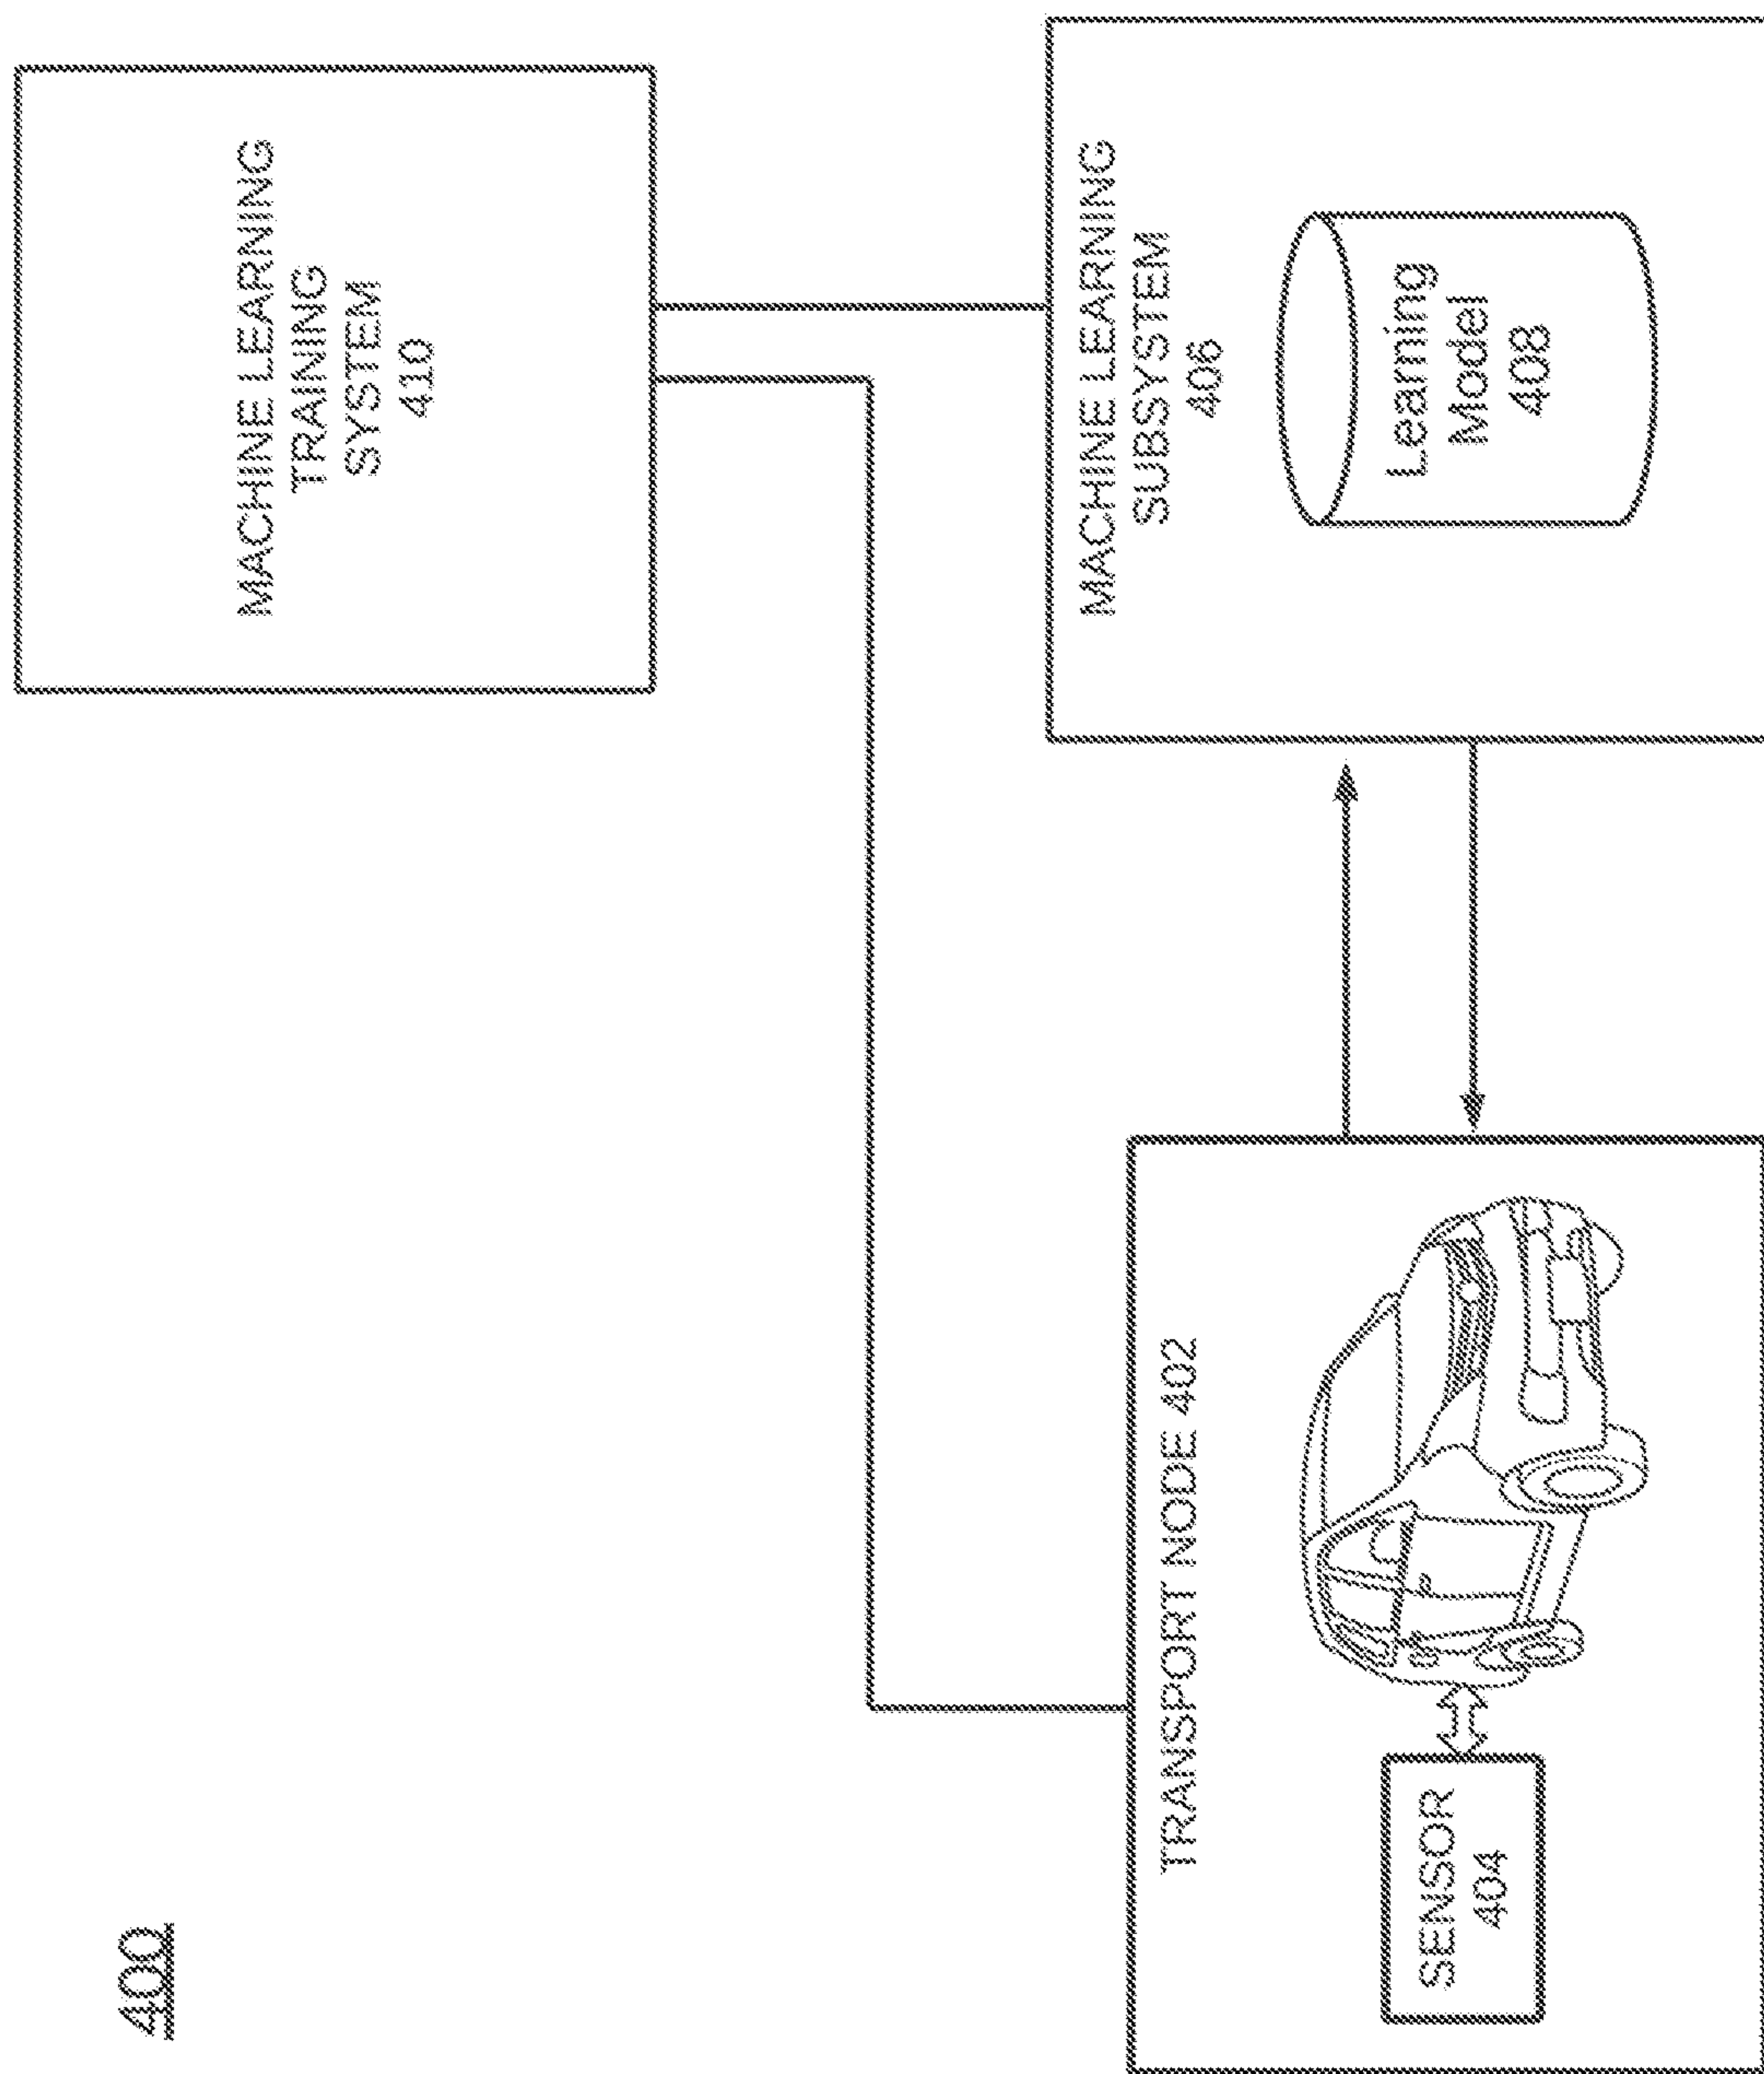 400
MACHINE LEARNING
TRAINING
SYSTEM
410
TRANSPORT NODE 402
SENSOR
404
MACHINE LEARNING
SUBSYSTEM
406
Learning
Model
408